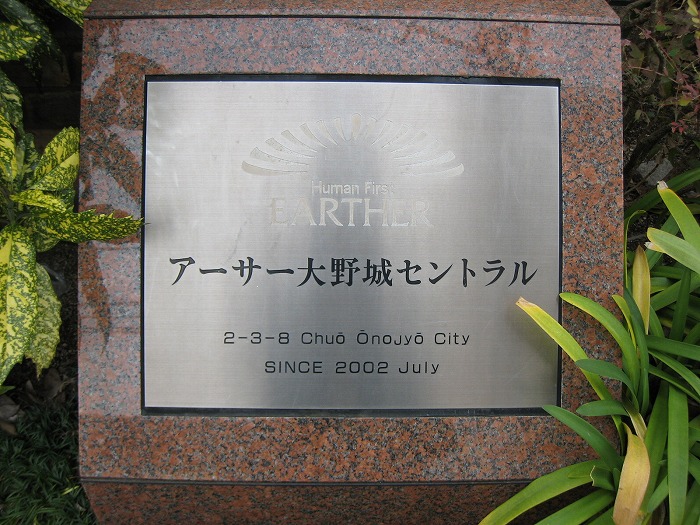 Human First
EARTHER
アーサー大野城セントラル
2-3-8 Chuō Ōnojyō City
SINCE 2002 July